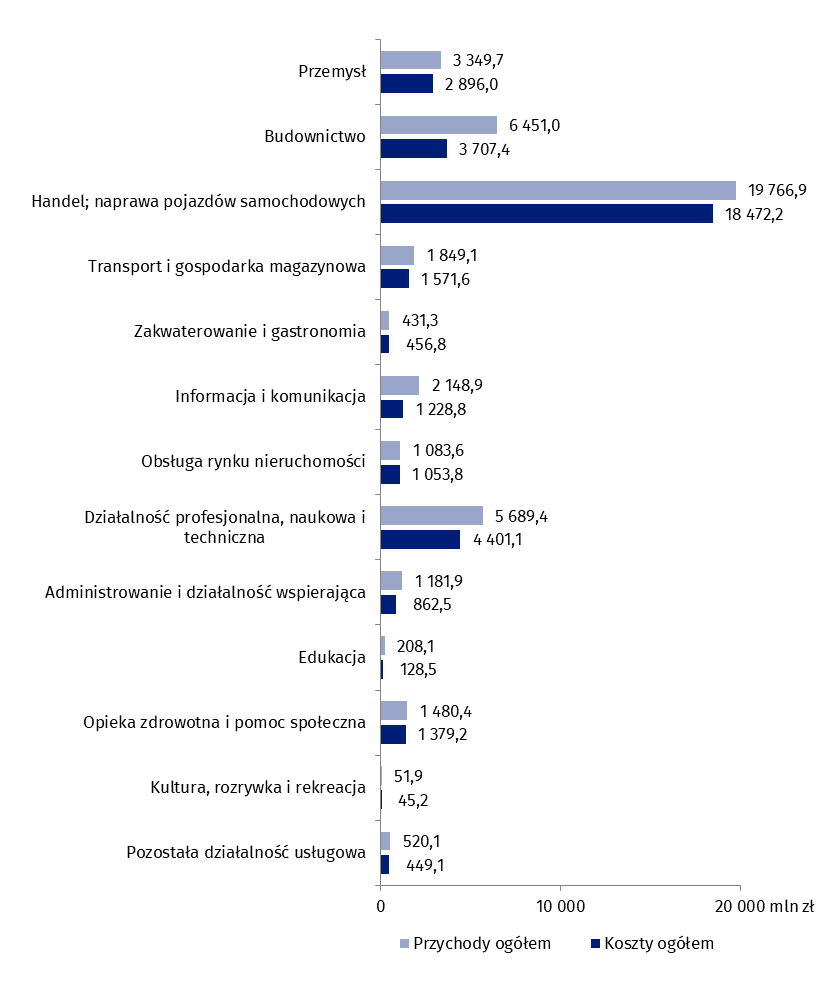 Przemysł
3 349,7
2 896,0
Budownictwo
6 451,0
3 707,4
Handel; naprawa pojazdów samochodowych
19 766,9
18 472,2
Transport i gospodarka magazynowa
1 849,1
1 571,6
Zakwaterowanie i gastronomia
431,3
456,8
Informacja i komunikacja
2 148,9
1 228,8
Obsługa rynku nieruchomości
1 083,6
1 053,8
Działalność profesjonalna, naukowa i
techniczna
5 689,4
4 401,1
Administrowanie i działalność wspierająca
1 181,9
862,5
Edukacja
208,1
128,5
Opieka zdrowotna i pomoc społeczna
1 480,4
1 379,2
Kultura, rozrywka i rekreacja
51,9
45,2
Pozostała działalność usługowa
520,1
449,1
0 10 000 20 000 mln zł
Przychody ogółem Koszty ogółem